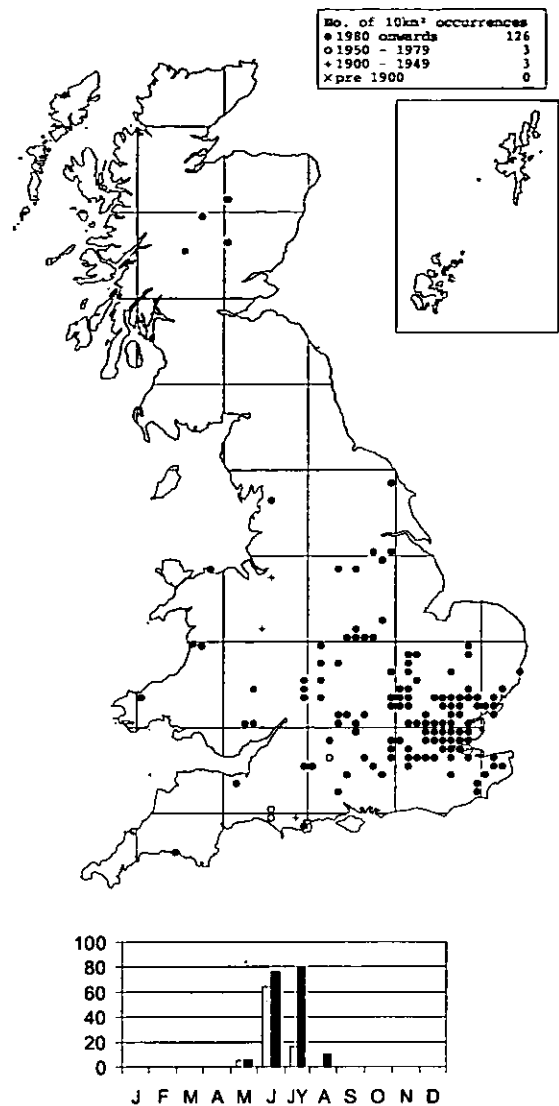 No. of 10km² occurrences
● 1980 onwards 126
o 1950 - 1979 3
+ 1900 - 1949 3
× pre 1900 0
100
80
60
40
20
0
J F M A M J JY A S O N D